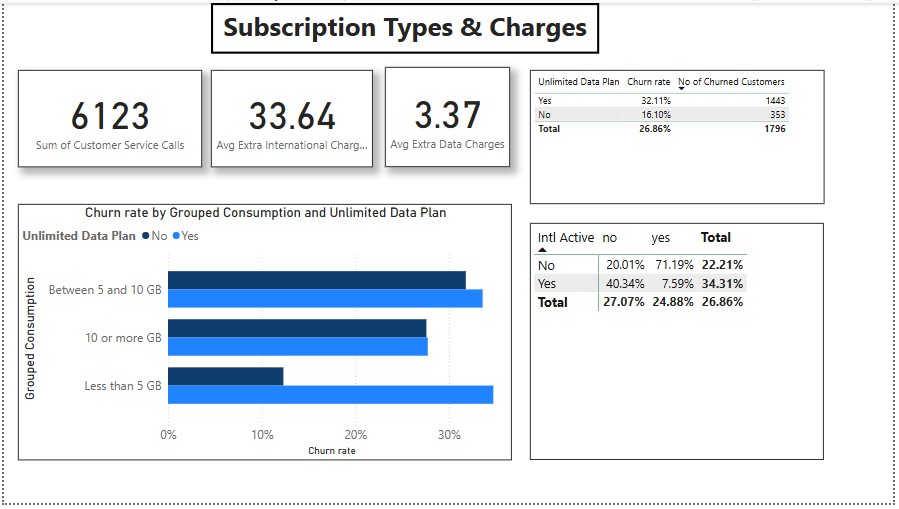 Subscription Types & Charges
6123
Sum of Customer Service Calls
33.64
Avg Extra International Charg...
3.37
Avg Extra Data Charges
Unlimited Data Plan Churn rate No of Churned Customers
Yes 32.11% 1443
No 16.10% 353
Total 26.86% 1796
Churn rate by Grouped Consumption and Unlimited Data Plan
Unlimited Data Plan No Yes
Grouped Consumption
Between 5 and 10 GB
10 or more GB
Less than 5 GB
0% 10% 20% 30%
Churn rate
Intl Active no yes Total
No 20.01% 71.19% 22.21%
Yes 40.34% 7.59% 34.31%
Total 27.07% 24.88% 26.86%